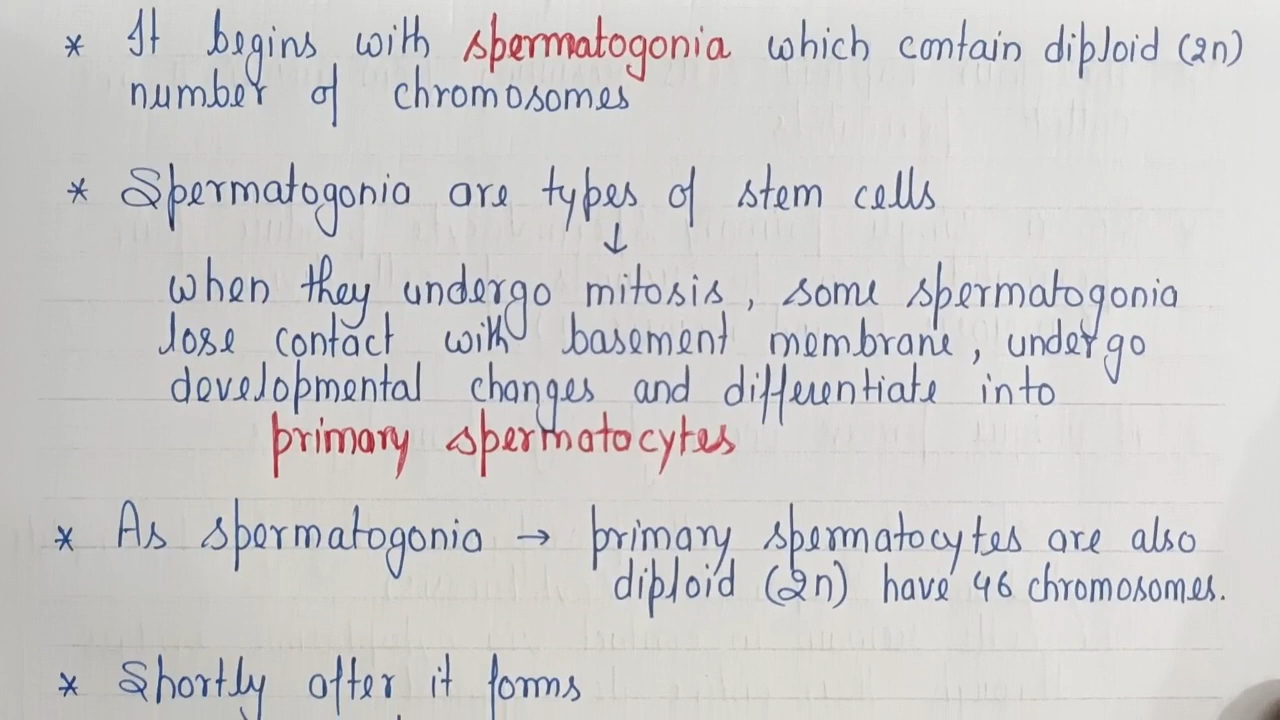 * It begins with spermatogonia which contain diploid (2n)
number of chromosomes
* Spermatogonia are types of stem cells
↓
when they undergo mitosis, some spermatogonia
lose contact with basement membrane, undergo
developmental changes and differentiate into
primary spermatocytes
* As spermatogonia → primary spermatocytes are also
diploid (2n) have 46 chromosomes.
* Shortly after it forms